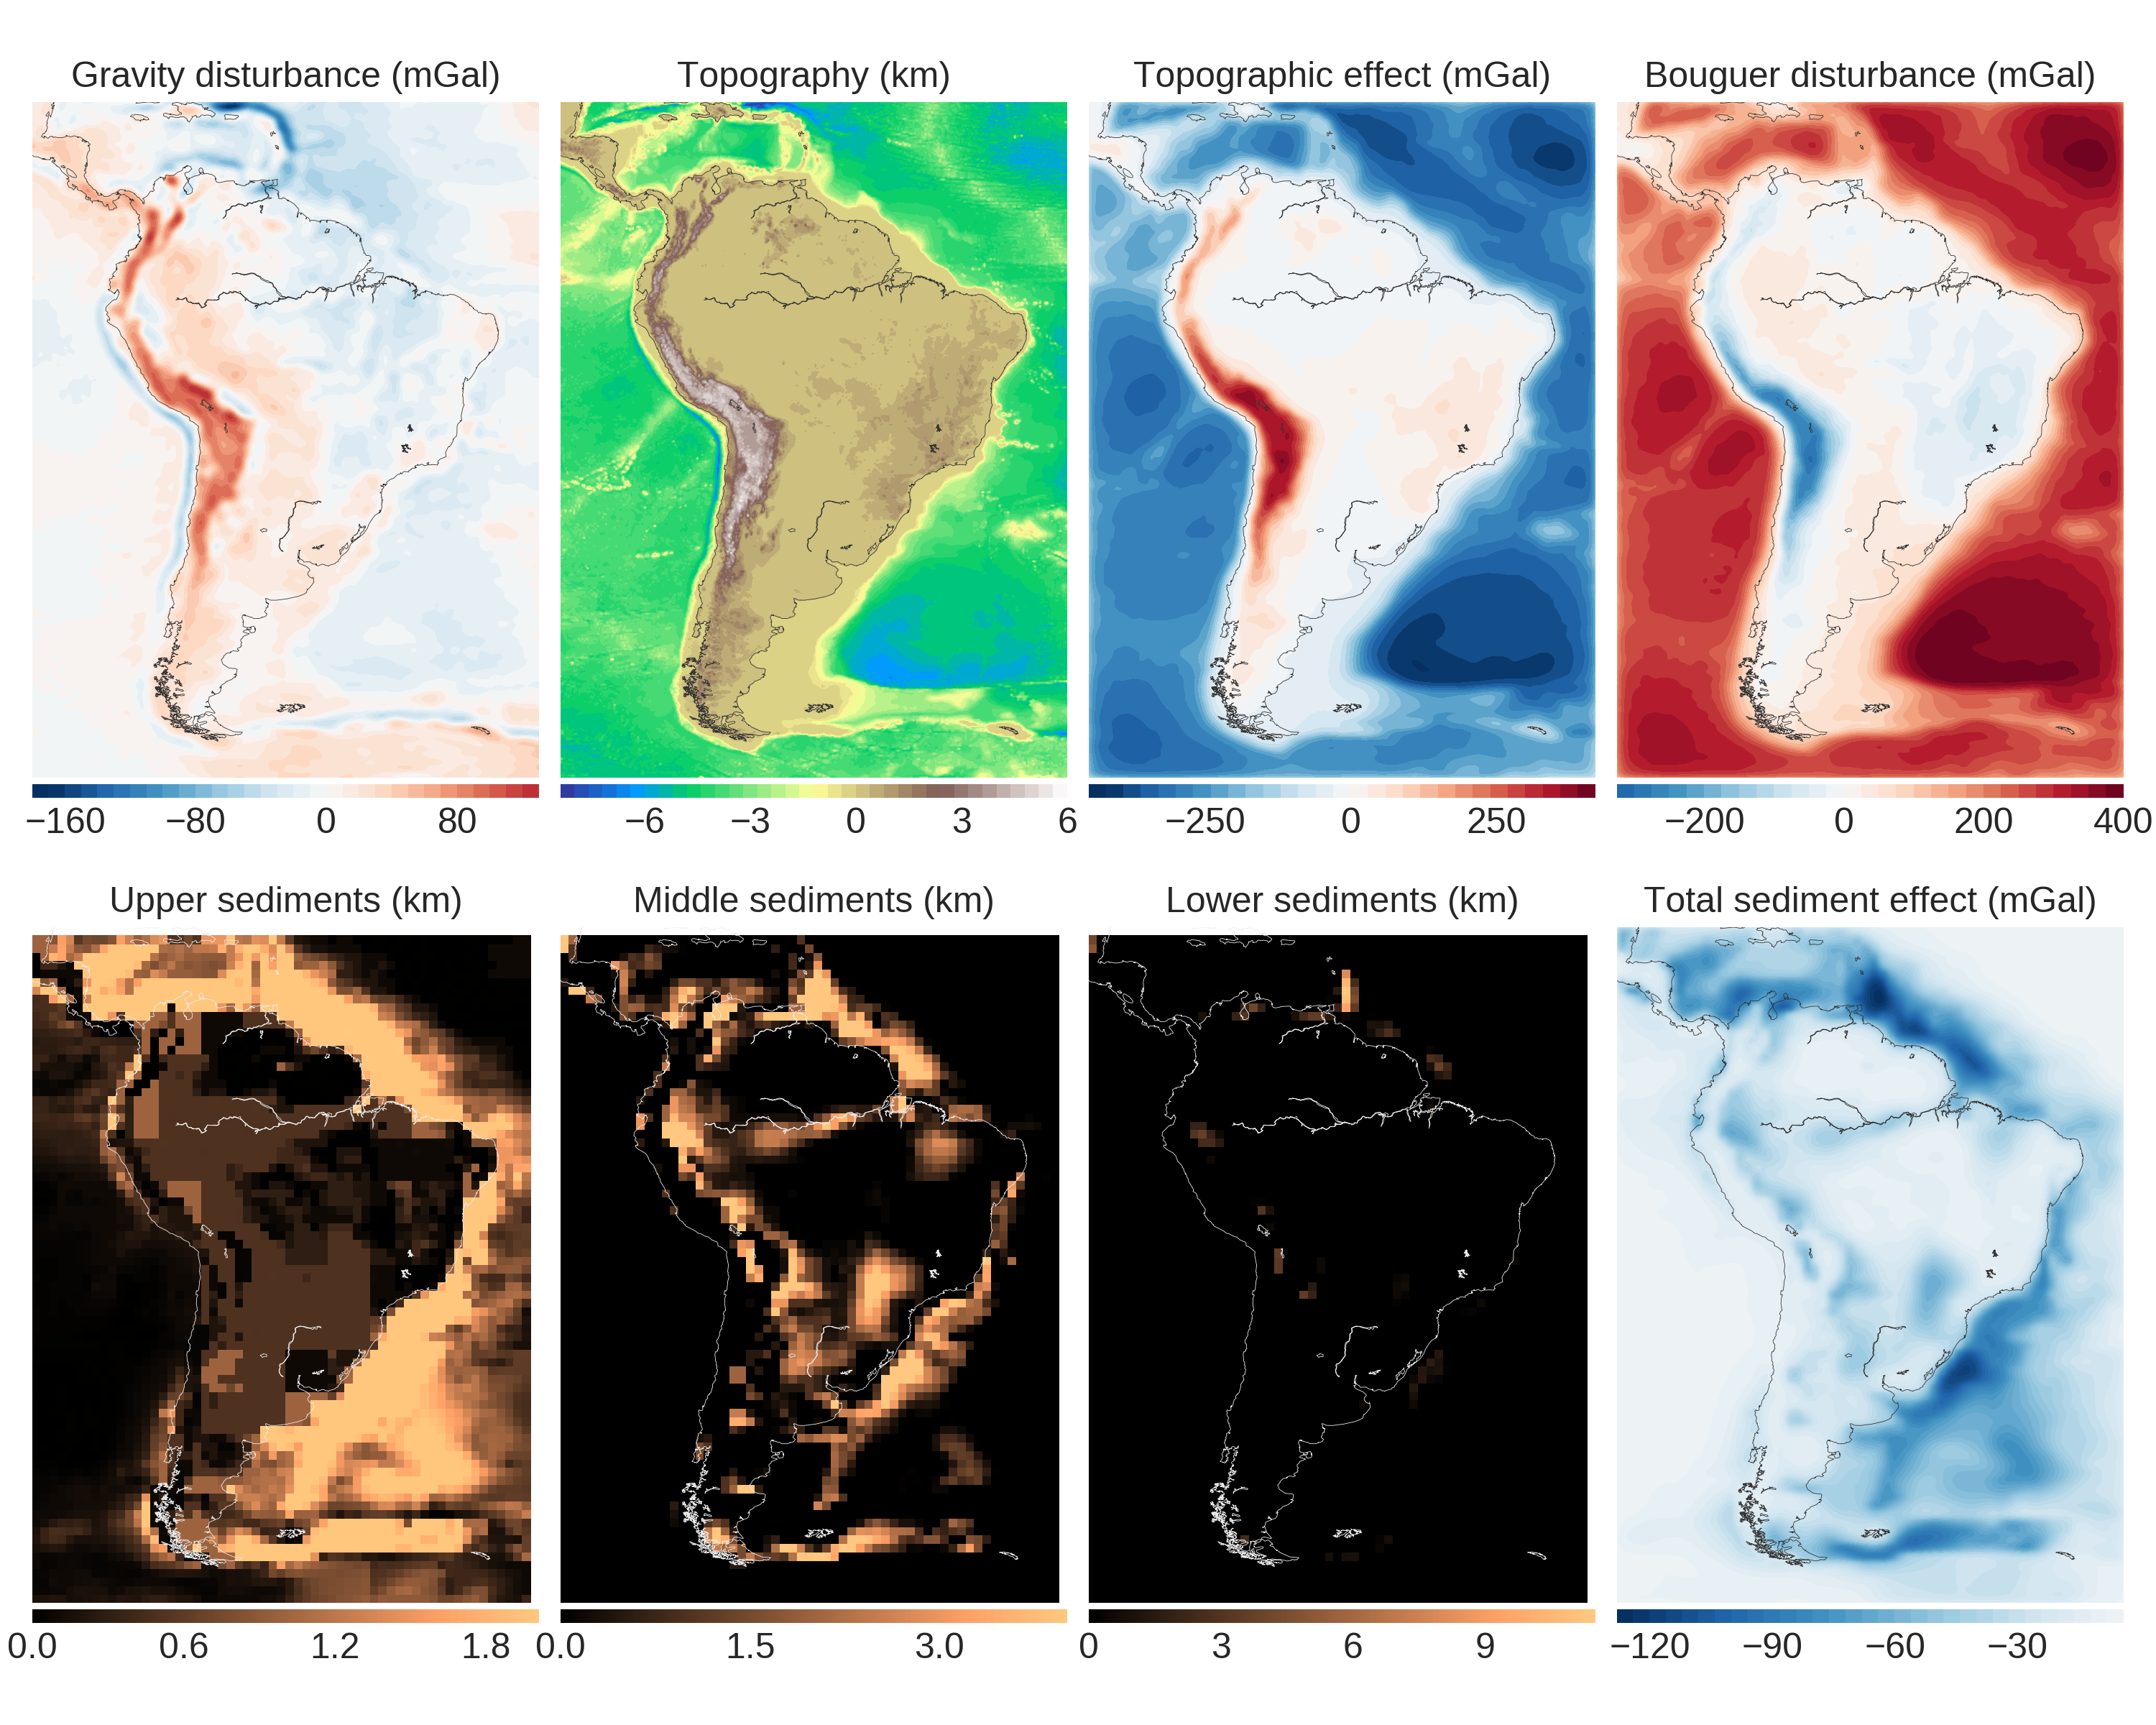 Gravity disturbance (mGal) Topography (km) Topographic effect (mGal) Bouguer disturbance (mGal)
−160 −80 0 80 −6 −3 0 3 6 −250 0 250 −200 0 200 400
Upper sediments (km) Middle sediments (km) Lower sediments (km) Total sediment effect (mGal)
0.0 0.6 1.2 1.8 0.0 1.5 3.0 0 3 6 9 −120 −90 −60 −30